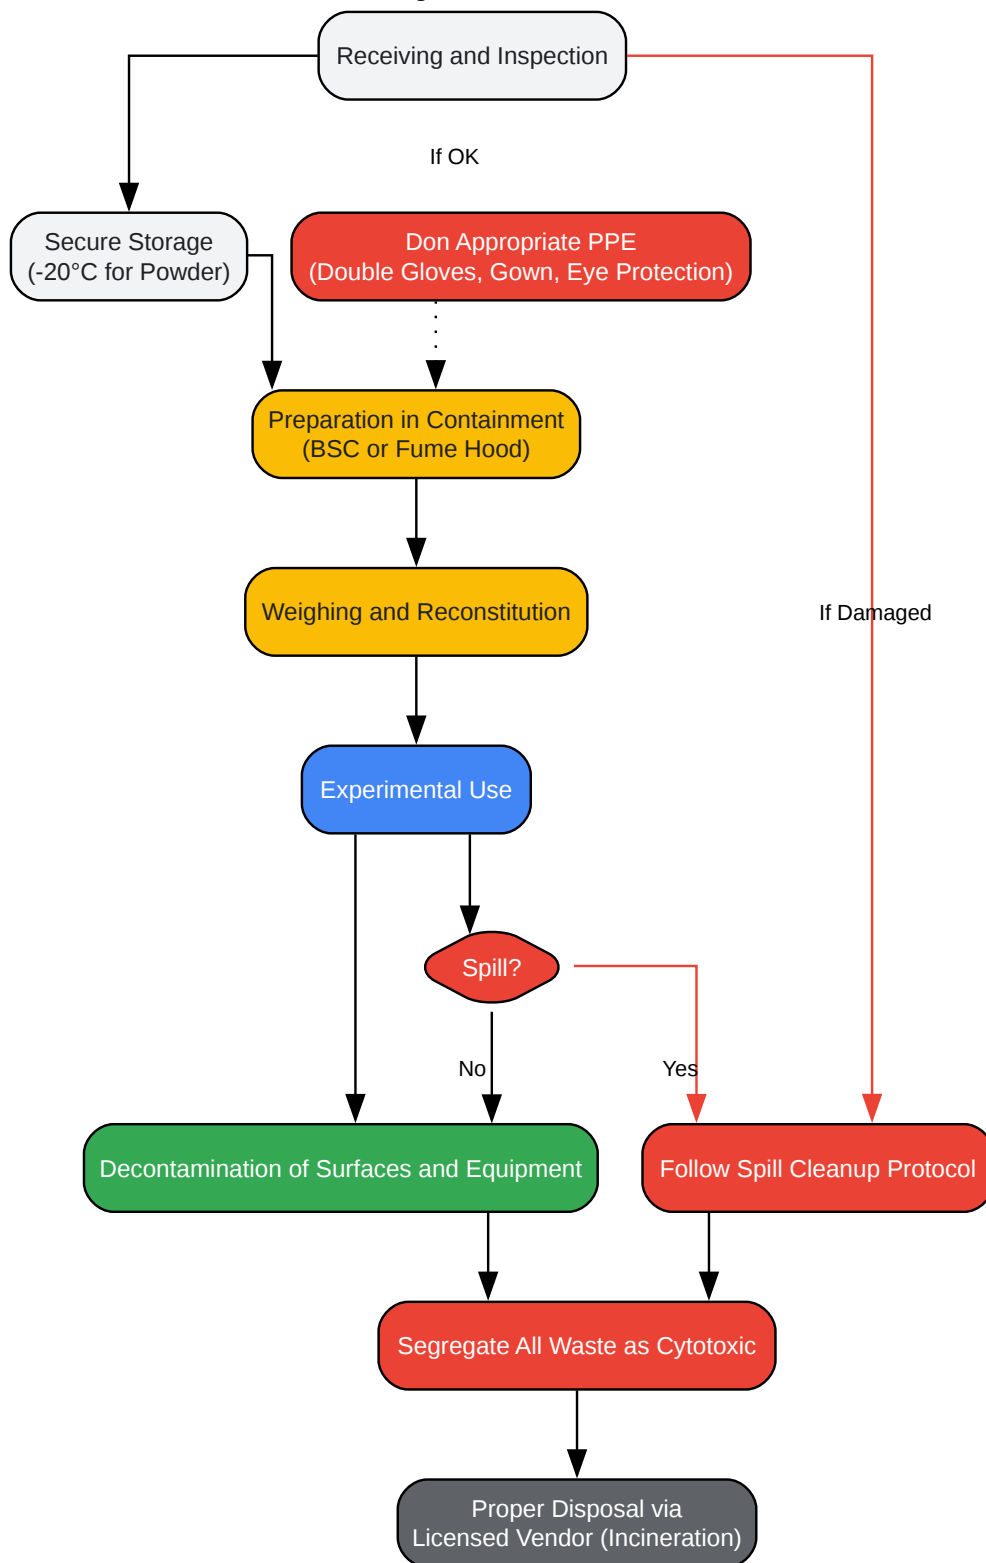 Receiving and Inspection
If OK
Secure Storage
(-20°C for Powder)
Don Appropriate PPE
(Double Gloves, Gown, Eye Protection)
Preparation in Containment
(BSC or Fume Hood)
Weighing and Reconstitution
If Damaged
Experimental Use
Spill?
No
Yes
Decontamination of Surfaces and Equipment
Follow Spill Cleanup Protocol
Segregate All Waste as Cytotoxic
Proper Disposal via
Licensed Vendor (Incineration)